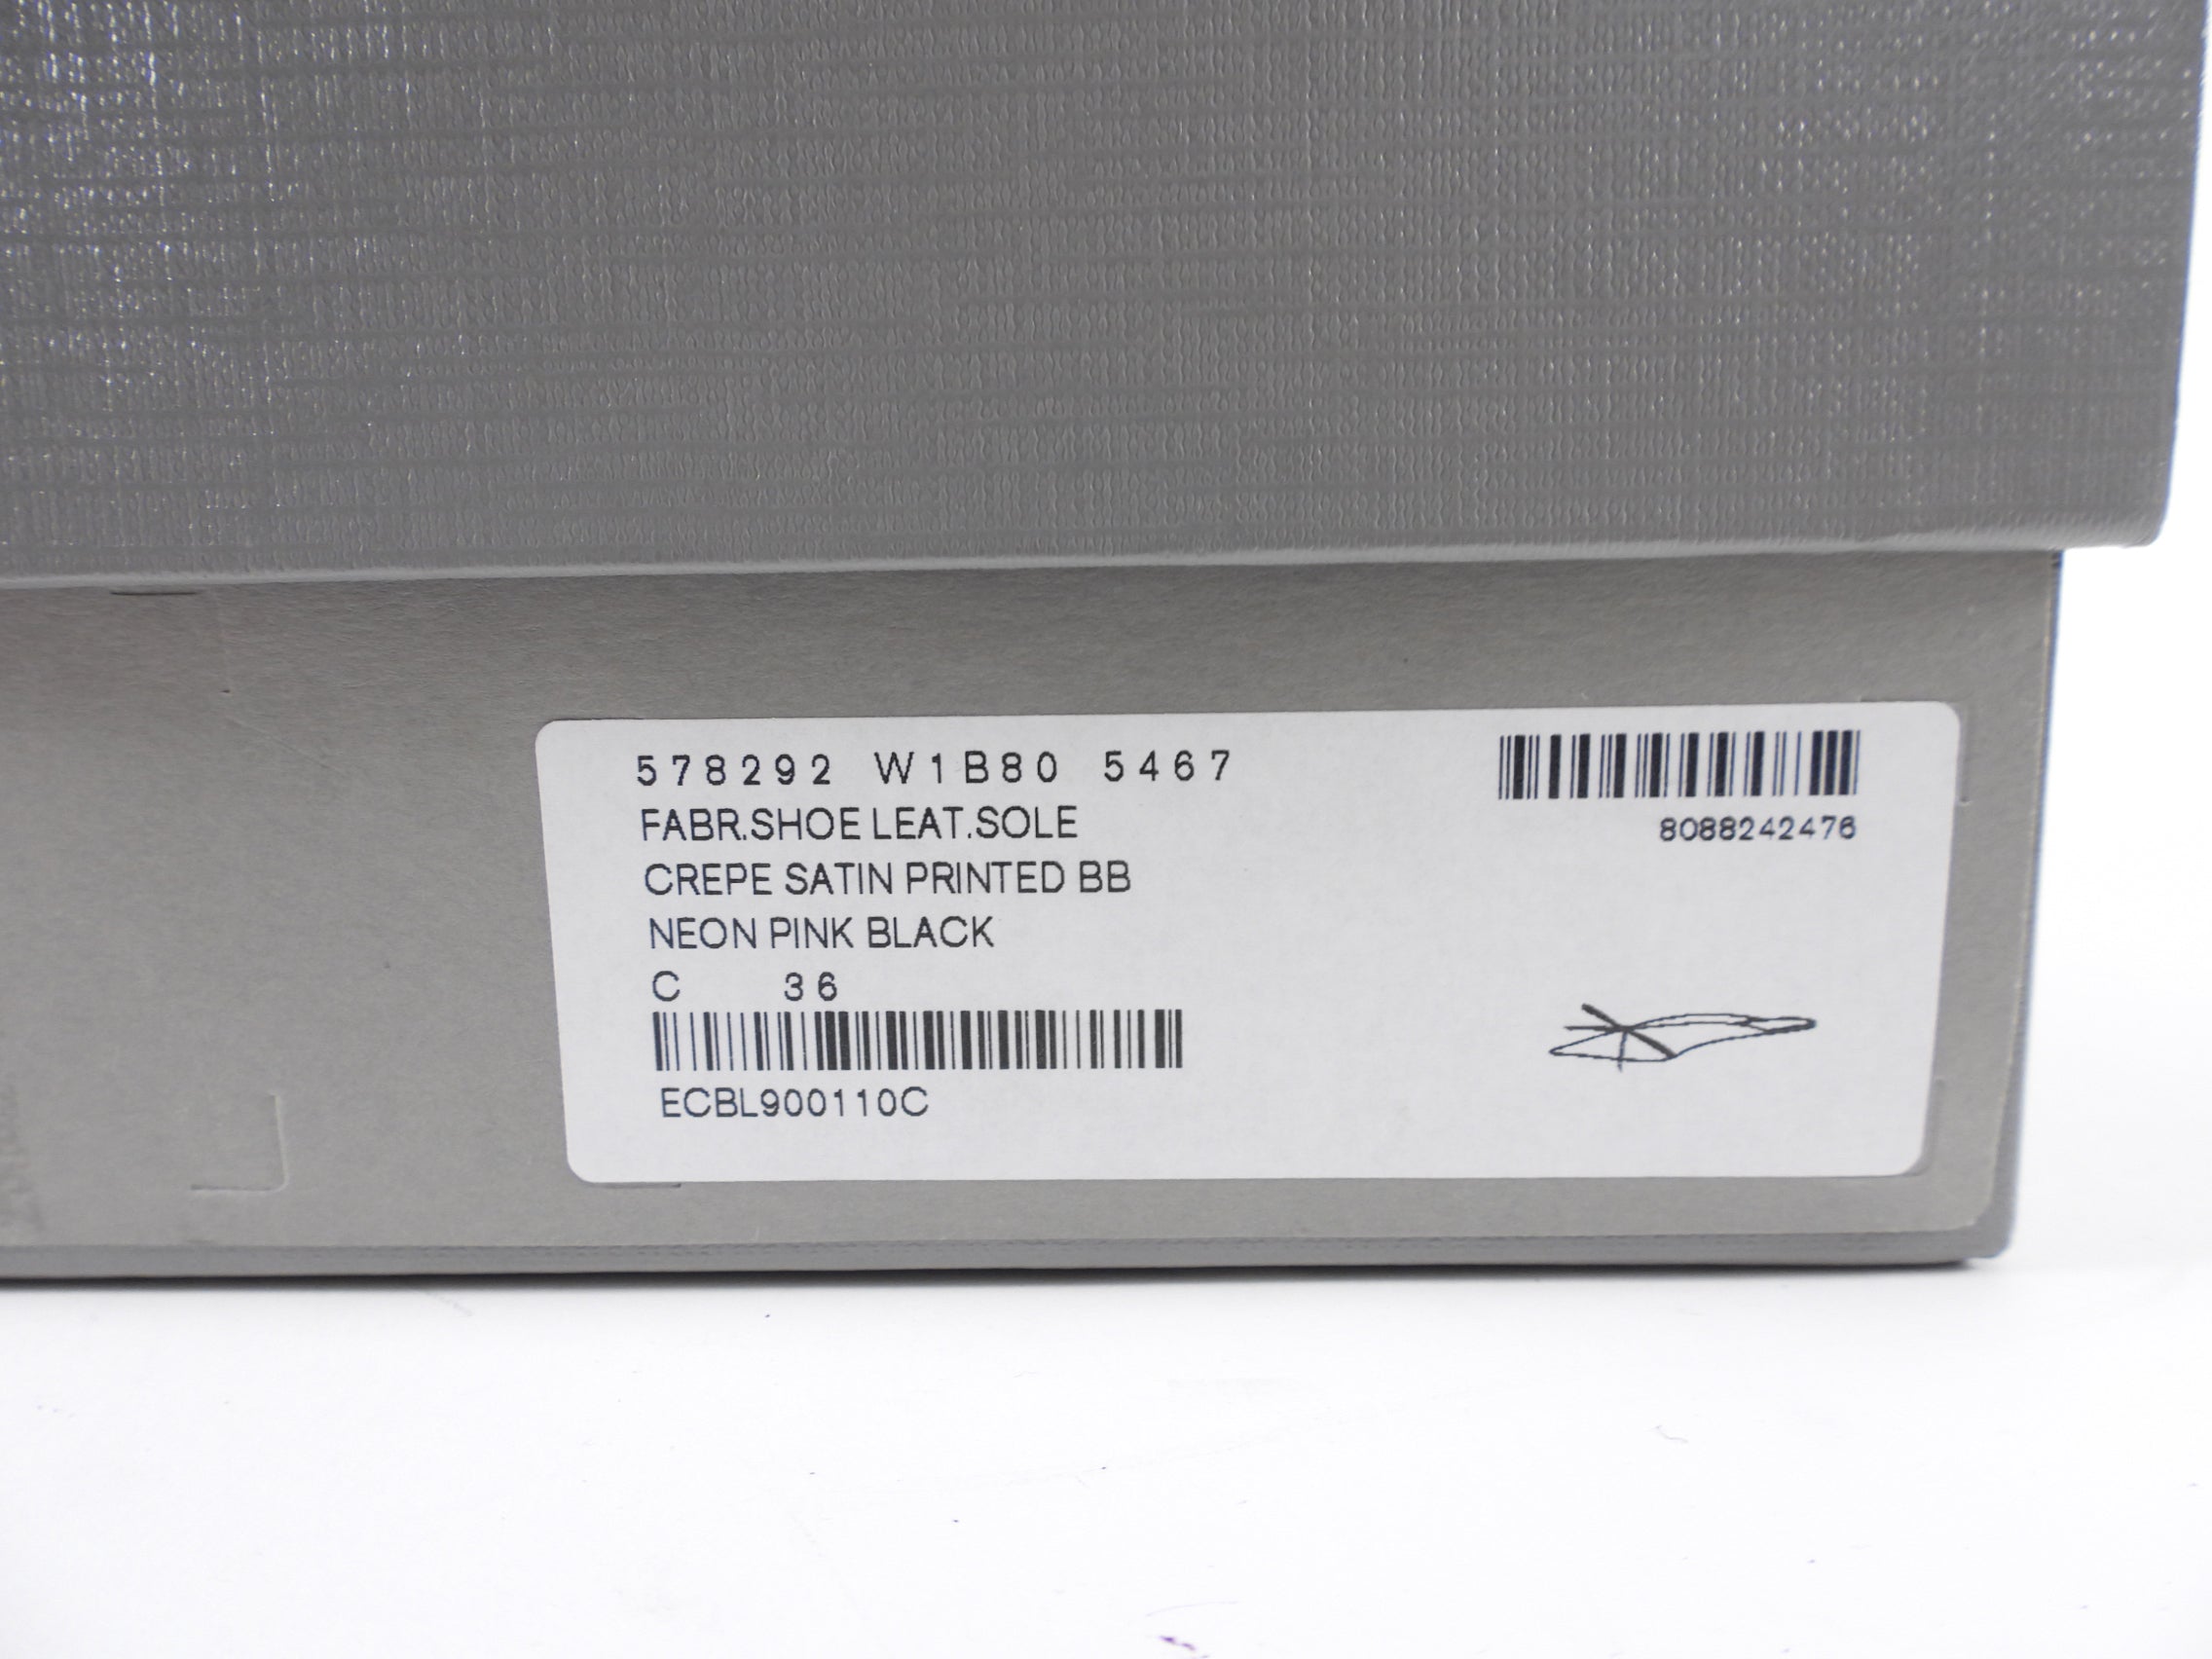 578292 W1B80 5467
FABR.SHOE LEAT.SOLE
CREPE SATIN PRINTED BB
NEON PINK BLACK
C 36
ECBL900110C
8088242476